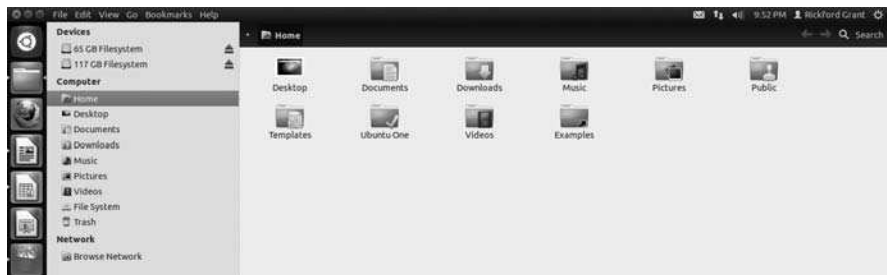 File Edit View Go Bookmarks Help
9:52 PM Rickford Grant
Devices
65 GB Filesystem
117 GB Filesystem
Computer
Home
Desktop
Documents
Downloads
Music
Pictures
Videos
File System
Trash
Network
Browse Network
Home
Search
Desktop Documents Downloads Music Pictures Public
Templates Ubuntu One Videos Examples